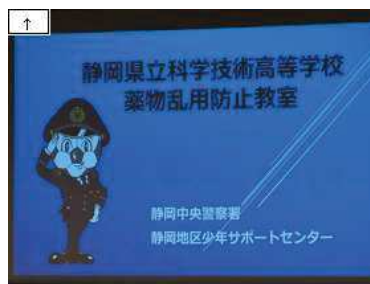 ↑
静岡県立科学技術高等学校
薬物乱用防止教室
静岡中央警察署
静岡地区少年サポートセンター